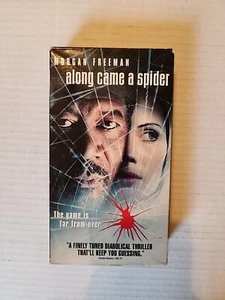 MORGAN FREEMAN
along came a spider
The game is
far from over.
"A FINELY TUNED DIABOLICAL THRILLER
THAT'LL KEEP YOU GUESSING."